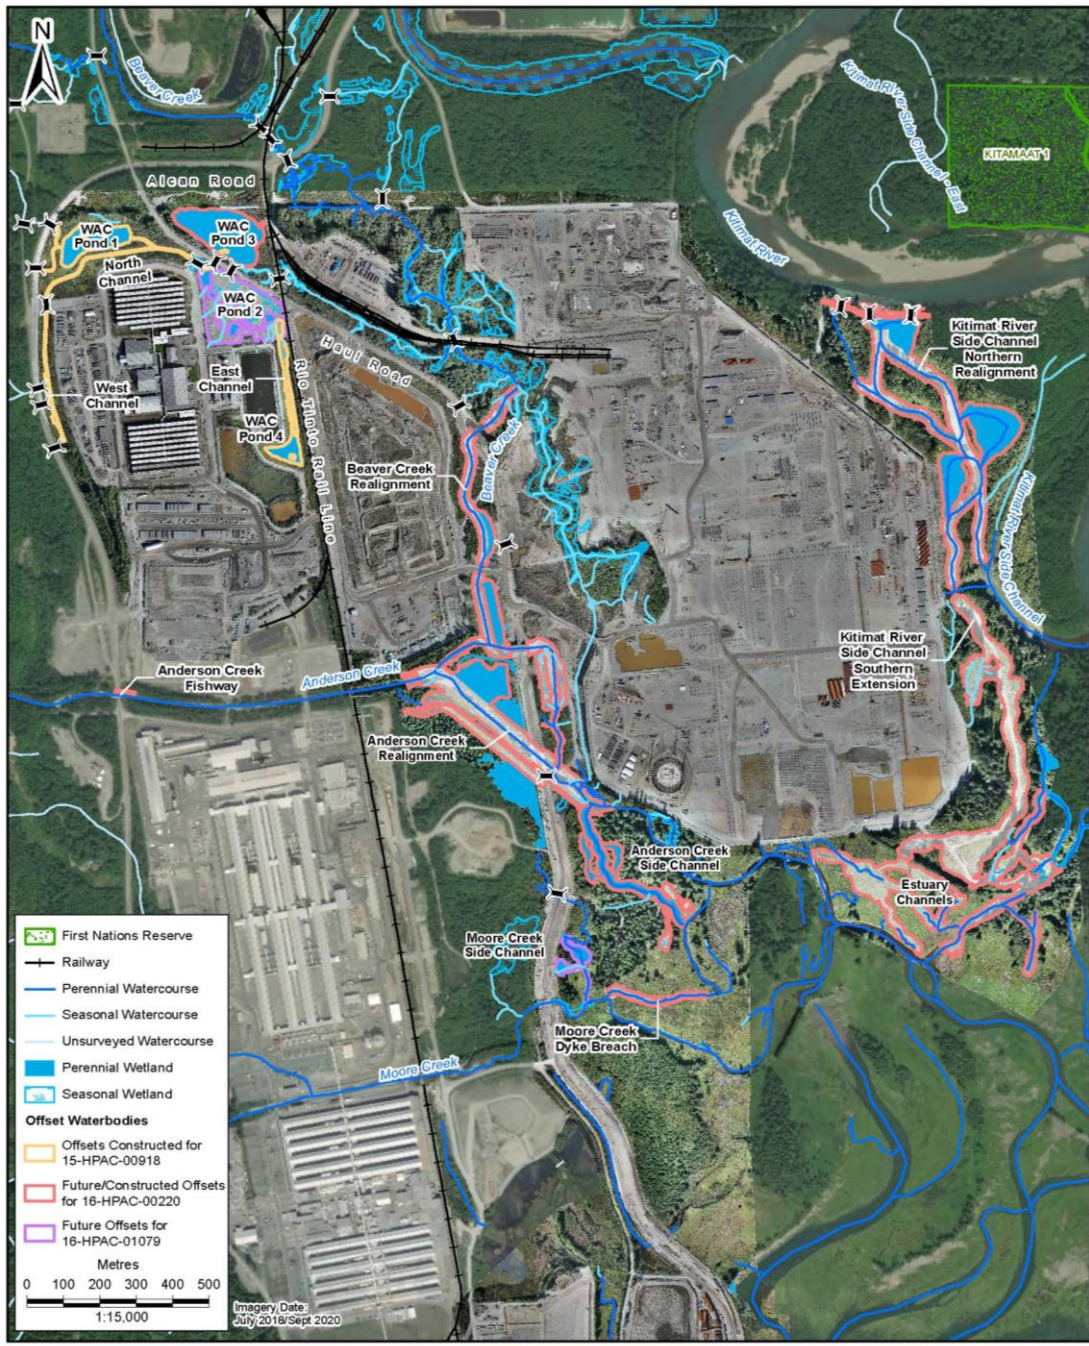 N
Beaver Creek
Kitimat River Side Channel - East
KITAMAAT 1
Alcan Road
Kitimat River
WAC
Pond 1
WAC
Pond 3
North
Channel
WAC
Pond 2
Kitimat River
Side Channel
Northern
Realignment
Haul Road
East
Channel
West
Channel
Rio Tinto Rail Line
WAC
Pond 4
Beaver Creek
Beaver Creek
Realignment
Kitimat River Side Channel
Kitimat River
Side Channel
Southern
Extension
Anderson Creek
Fishway
Anderson Creek
Anderson Creek
Realignment
Anderson Creek
Side Channel
Estuary
Channels
Moore Creek
Side Channel
Moore Creek
Dyke Breach
Moore Creek
First Nations Reserve
Railway
Perennial Watercourse
Seasonal Watercourse
Unsurveyed Watercourse
Perennial Wetland
Seasonal Wetland
Offset Waterbodies
Offsets Constructed for
15-HPAC-00918
Future/Constructed Offsets
for 16-HPAC-00220
Future Offsets for
16-HPAC-01079
Metres
0 100 200 300 400 500
1:15,000
Imagery Date:
July 2018/Sept 2020